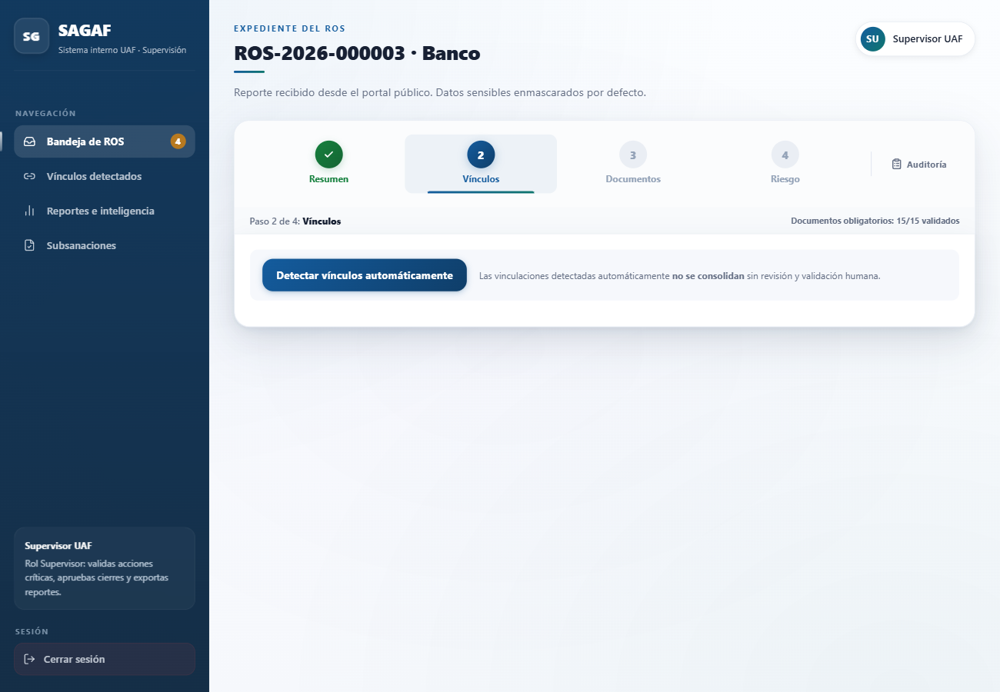 SG
SAGAF
Sistema interno UAF · Supervisión
NAVEGACIÓN
Bandeja de ROS
4
Vínculos detectados
Reportes e inteligencia
Subsanaciones
Supervisor UAF
Rol Supervisor: validas acciones
críticas, apruebas cierres y exportas
reportes.
SESIÓN
Cerrar sesión
EXPEDIENTE DEL ROS
ROS-2026-000003 · Banco
Reporte recibido desde el portal público. Datos sensibles enmascarados por defecto.
SU
Supervisor UAF
Resumen
2
Vínculos
3
Documentos
4
Riesgo
Auditoría
Paso 2 de 4: Vínculos
Documentos obligatorios: 15/15 validados
Detectar vínculos automáticamente
Las vinculaciones detectadas automáticamente no se consolidan sin revisión y validación humana.